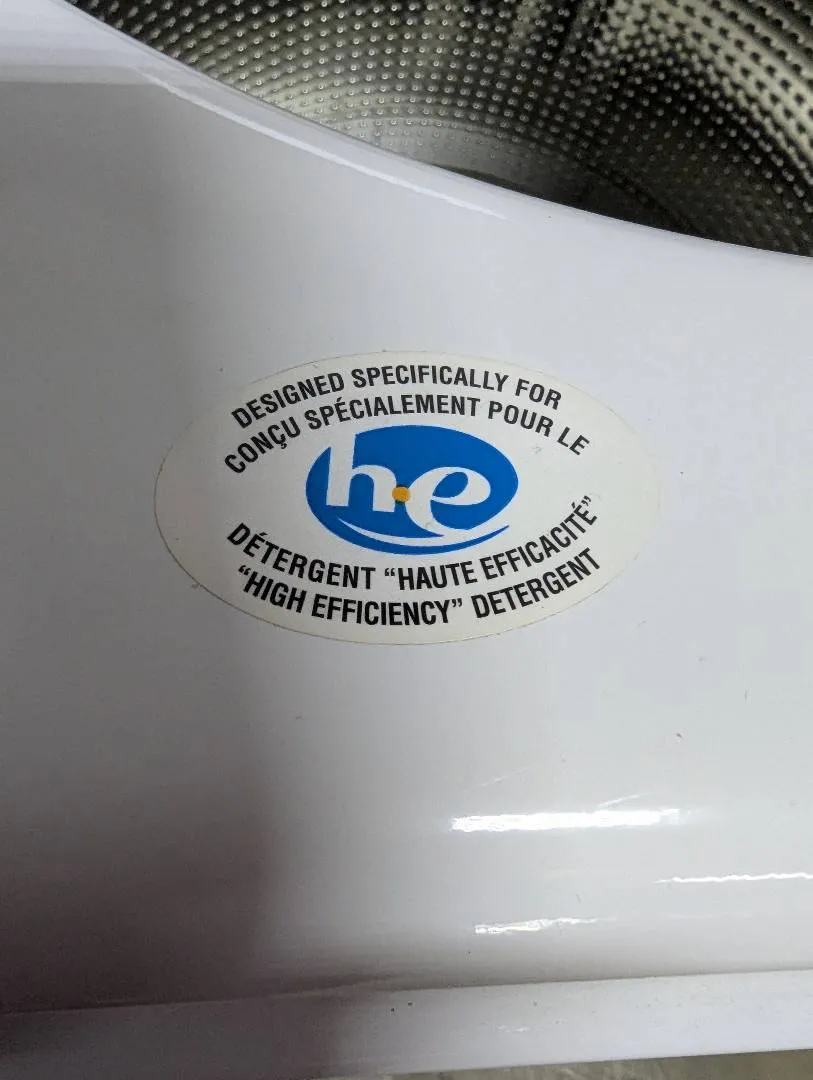 DESIGNED SPECIFICALLY FOR
CONÇU SPÉCIALEMENT POUR LE
he
DÉTERGENT “HAUTE EFFICACITÉ”
“HIGH EFFICIENCY” DETERGENT